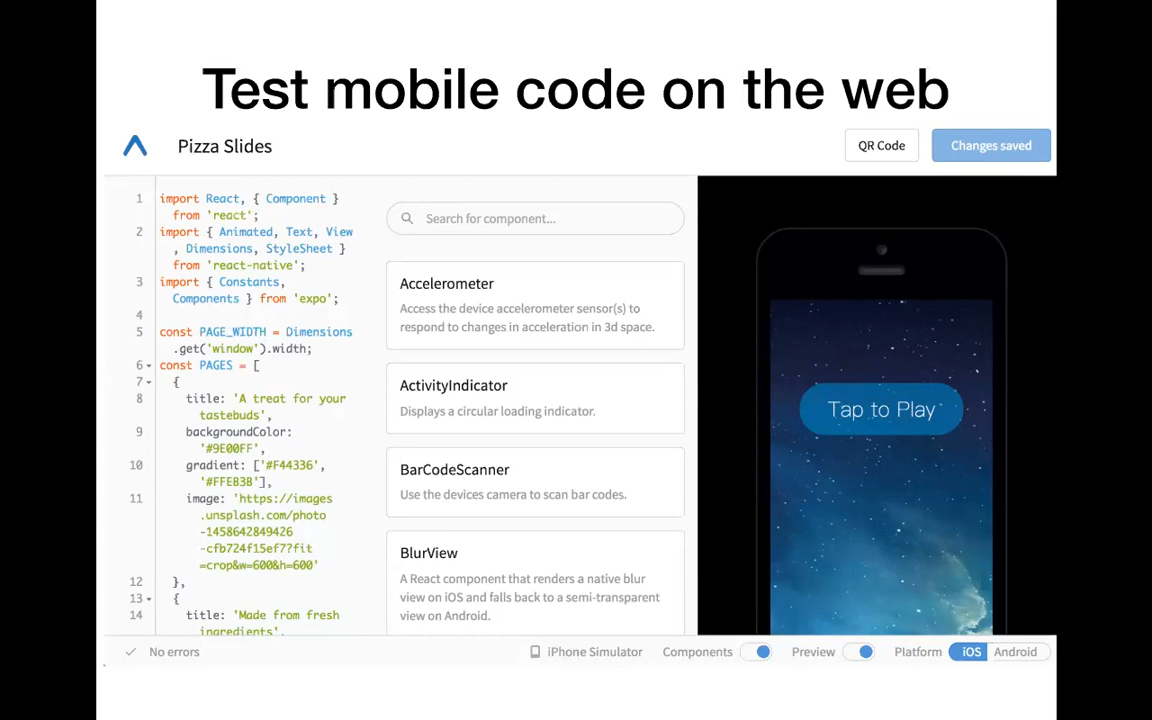 Test mobile code on the web
Pizza Slides
QR Code
Changes saved
1 import React, { Component }
from 'react';
2 import { Animated, Text, View
, Dimensions, StyleSheet }
from 'react-native';
3 import { Constants,
Components } from 'expo';
4
5 const PAGE_WIDTH = Dimensions
.get('window').width;
6 const PAGES = [
7 {
8 title: 'A treat for your
tastebuds',
9 backgroundColor:
'#9E00FF',
10 gradient: ['#F44336',
'#FFEB3B'],
11 image: 'https://images
.unsplash.com/photo
-1458642849426
-cfb724f15ef7?fit
=crop&w=600&h=600'
12 },
13 {
14 title: 'Made from fresh
ingredients',
Search for component...
Accelerometer
Access the device accelerometer sensor(s) to
respond to changes in acceleration in 3d space.
ActivityIndicator
Displays a circular loading indicator.
BarCodeScanner
Use the devices camera to scan bar codes.
BlurView
A React component that renders a native blur
view on iOS and falls back to a semi-transparent
view on Android.
Tap to Play
No errors
iPhone Simulator
Components
Preview
Platform
iOS
Android